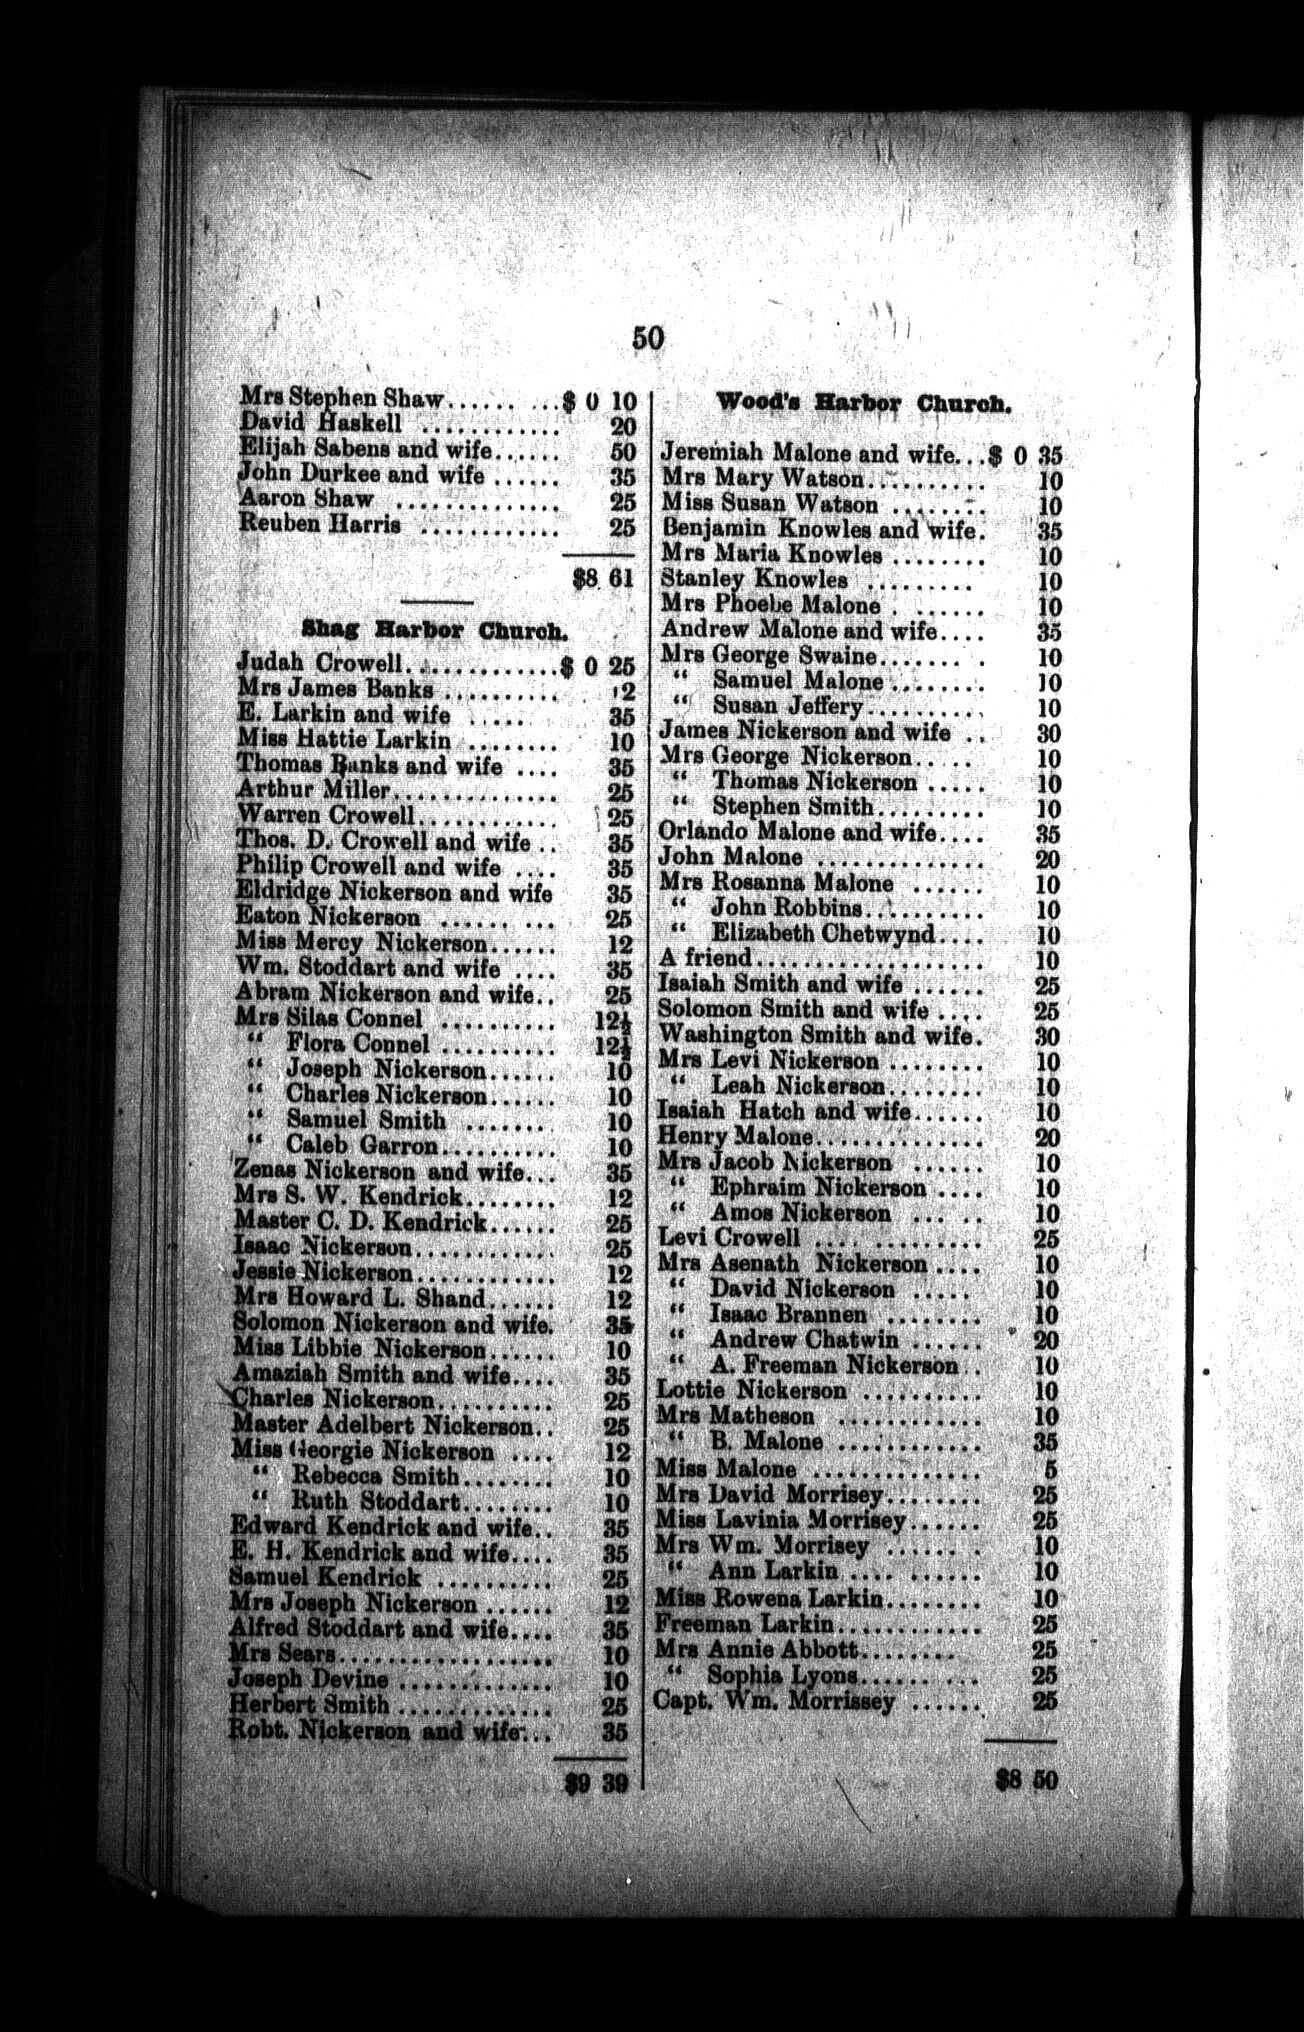 50
Mrs Stephen Shaw...... ...$ 0 10
David Haskell ............ 20
Elijah Sabens and wife...... 50
John Durkee and wife ...... 35
Aaron Shaw .............. 25
Reuben Harris ............ 25
$8 61
Shag Harbor Church.
Judah Crowell.............$ 0 25
Mrs James Banks .......... 12
E. Larkin and wife ..... 35
Miss Hattie Larkin ........ 10
Thomas Banks and wife .... 35
Arthur Miller.............. 25
Warren Crowell............ 25
Thos. D. Crowell and wife .. 35
Philip Crowell and wife .... 35
Eldridge Nickerson and wife 35
Eaton Nickerson ...... ... 25
Miss Mercy Nickerson...... 12
Wm. Stoddart and wife .... 35
Abram Nickerson and wife.. 25
Mrs Silas Connel .......... 12½
“ Flora Connel .......... 12½
“ Joseph Nickerson...... 10
“ Charles Nickerson...... 10
“ Samuel Smith ....... 10
“ Caleb Garron.......... 10
Zenas Nickerson and wife... 35
Mrs S. W. Kendrick........ 12
Master C. D. Kendrick...... 25
Isaac Nickerson............ 25
Jessie Nickerson............ 12
Mrs Howard L. Shand...... 12
Solomon Nickerson and wife. 35
Miss Libbie Nickerson...... 10
Amaziah Smith and wife.... 35
Charles Nickerson.......... 25
Master Adelbert Nickerson.. 25
Miss Georgie Nickerson .... 12
“ Rebecca Smith........ 10
“ Ruth Stoddart........ 10
Edward Kendrick and wife.. 35
E. H. Kendrick and wife.... 35
Samuel Kendrick .......... 25
Mrs Joseph Nickerson ...... 12
Alfred Stoddart and wife.... 35
Mrs Sears.................. 10
Joseph Devine ............. 10
Herbert Smith ............. 25
Robt. Nickerson and wife... 35
$9 39
Wood's Harbor Church.
Jeremiah Malone and wife...$ 0 35
Mrs Mary Watson.......... 10
Miss Susan Watson ........ 10
Benjamin Knowles and wife. 35
Mrs Maria Knowles ........ 10
Stanley Knowles ......... 10
Mrs Phoebe Malone . ...... 10
Andrew Malone and wife.... 35
Mrs George Swaine....... . 10
“ Samuel Malone ........ 10
“ Susan Jeffery.......... 10
James Nickerson and wife .. 30
Mrs George Nickerson..... 10
“ Thomas Nickerson ..... 10
“ Stephen Smith......... 10
Orlando Malone and wife.... 35
John Malone .............. 20
Mrs Rosanna Malone ...... 10
“ John Robbins.......... 10
“ Elizabeth Chetwynd.... 10
A friend................... 10
Isaiah Smith and wife ...... 25
Solomon Smith and wife .... 25
Washington Smith and wife. 30
Mrs Levi Nickerson ........ 10
“ Leah Nickerson........ 10
Isaiah Hatch and wife...... 10
Henry Malone.............. 20
Mrs Jacob Nickerson ...... 10
“ Ephraim Nickerson .... 10
“ Amos Nickerson ... .. 10
Levi Crowell .... ......... 25
Mrs Asenath Nickerson .... 10
“ David Nickerson ..... 10
“ Isaac Brannen ........ 10
“ Andrew Chatwin ...... 20
“ A. Freeman Nickerson .. 10
Lottie Nickerson .......... 10
Mrs Matheson ............ 10
“ B. Malone ............ 35
Miss Malone .............. 5
Mrs David Morrisey........ 25
Miss Lavinia Morrisey...... 25
Mrs Wm. Morrisey ...... . 10
“ Ann Larkin .... ...... 10
Miss Rowena Larkin........ 10
Freeman Larkin............ 25
Mrs Annie Abbott........ 25
“ Sophia Lyons...... ... 25
Capt. Wm. Morrissey ...... 25
$8 50